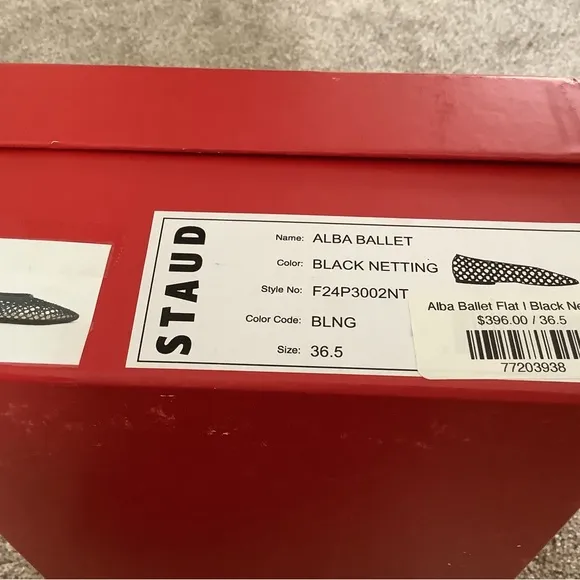 STAUD
Name: ALBA BALLET
Color: BLACK NETTING
Style No: F24P3002NT
Color Code: BLNG
Size: 36.5
Alba Ballet Flat | Black Ne
$396.00 / 36.5
77203938